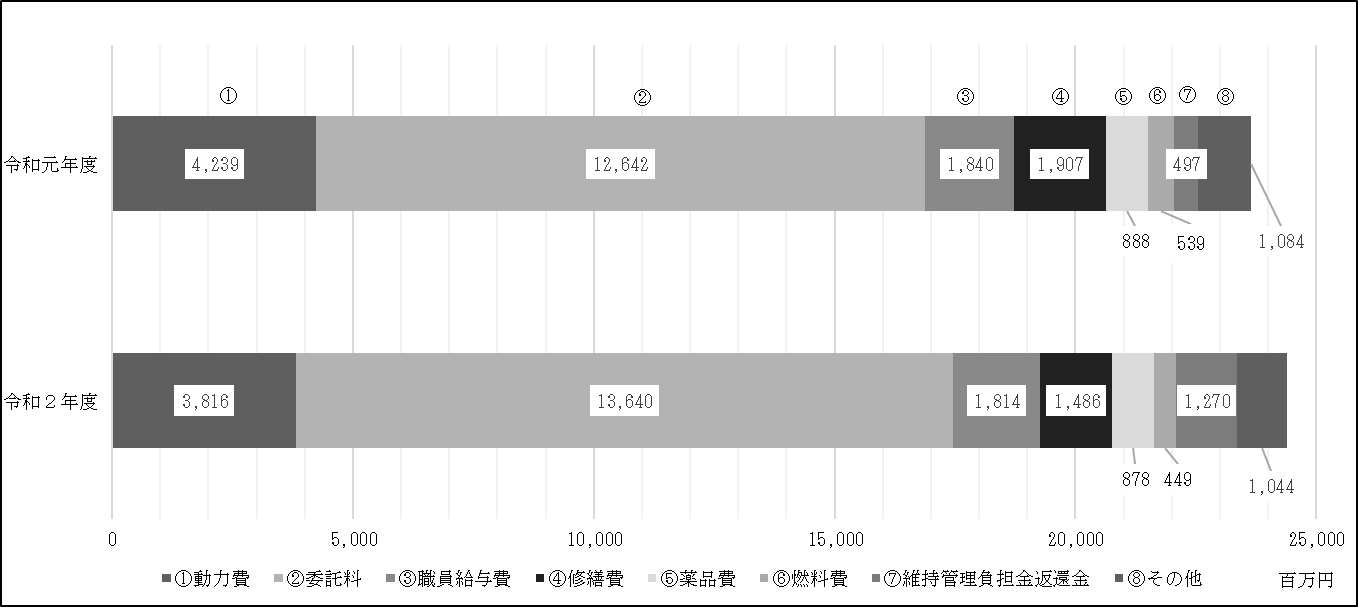 ① ② ③ ④ ⑤ ⑥ ⑦ ⑧
令和元年度 4,239 12,642 1,840 1,907 497
888 539 1,084
令和２年度 3,816 13,640 1,814 1,486 1,270
878 449 1,044
0 5,000 10,000 15,000 20,000 25,000
①動力費 ②委託料 ③職員給与費 ④修繕費 ⑤薬品費 ⑥燃料費 ⑦維持管理負担金返還金 ⑧その他 百万円